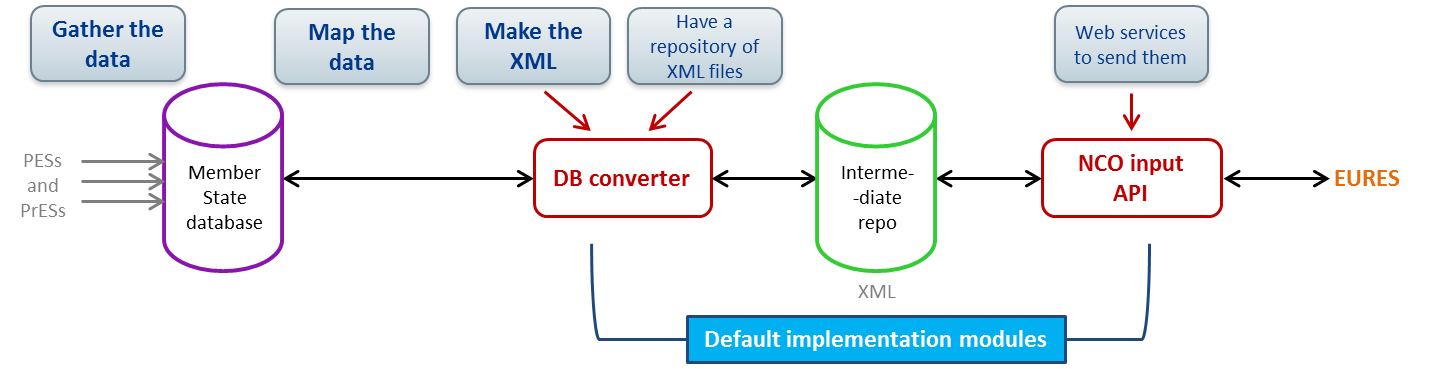 Gather the
data
Map the
data
Make the
XML
Have a
repository of
XML files
Web services
to send them
PESs
and
PrESs
Member
State
database
DB converter
Interme-
-diate
repo
NCO input
API
EURES
XML
Default implementation modules